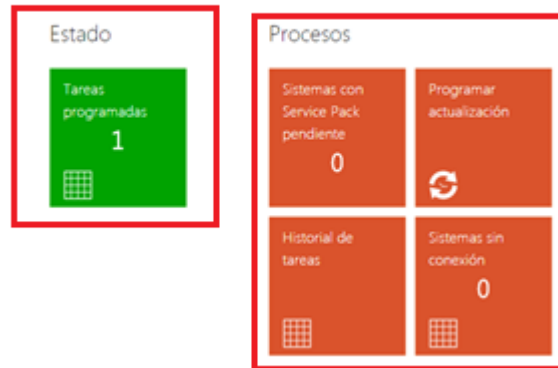 Estado
Tareas
programadas
1
Procesos
Sistemas con
Service Pack
pendiente
0
Programar
actualización
Historial de
tareas
Sistemas sin
conexión
0